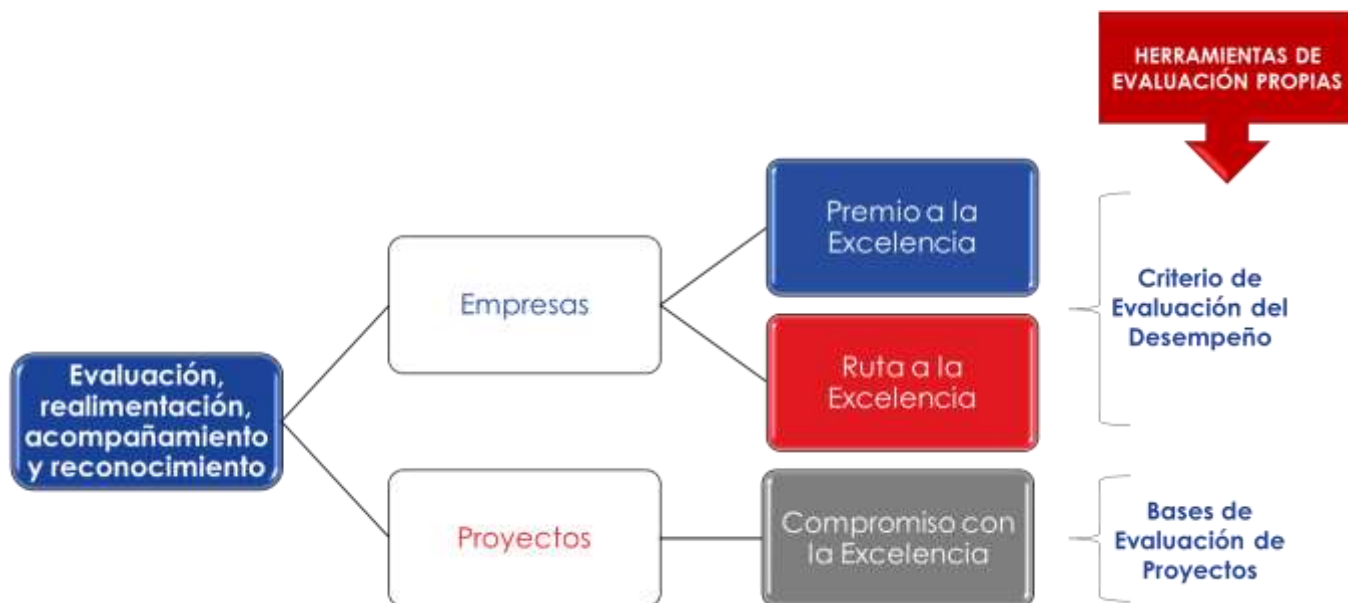 HERRAMIENTAS DE
EVALUACIÓN PROPIAS
Premio a la
Excelencia
Empresas
Criterio de
Evaluación del
Desempeño
Ruta a la
Excelencia
Evaluación,
realimentación,
acompañamiento
y reconocimiento
Proyectos
Compromiso con
la Excelencia
Bases de
Evaluación de
Proyectos